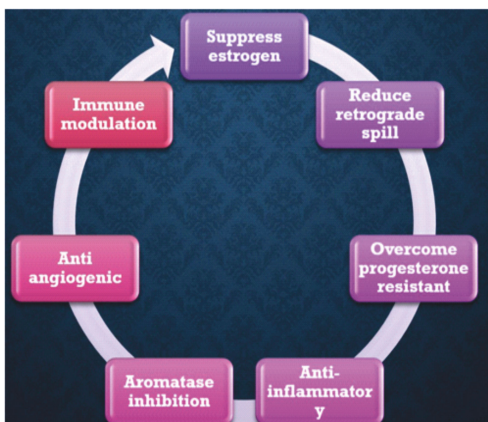 Suppress
estrogen
Reduce
retrograde
spill
Overcome
progesterone
resistant
Anti-
inflammator
y
Aromatase
inhibition
Anti
angiogenic
Immune
modulation